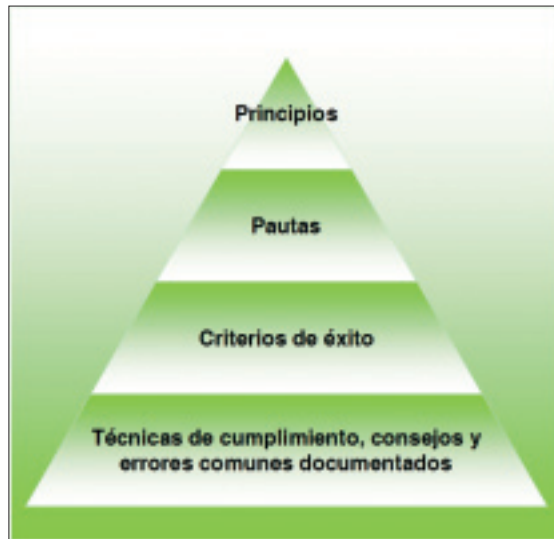 Principios
Pautas
Criterios de éxito
Técnicas de cumplimiento, consejos y
errores comunes documentados